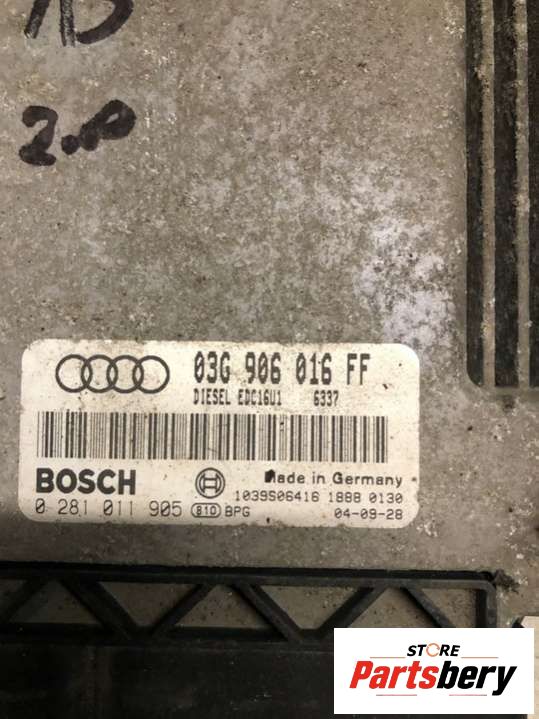 2.0
03G 906 016 FF
DIESEL EDC16U1 6337
BOSCH
Made in Germany
1039S06416 1888 0130
0 281 011 905 810 BPG
04-09-28
STORE
Partsbery